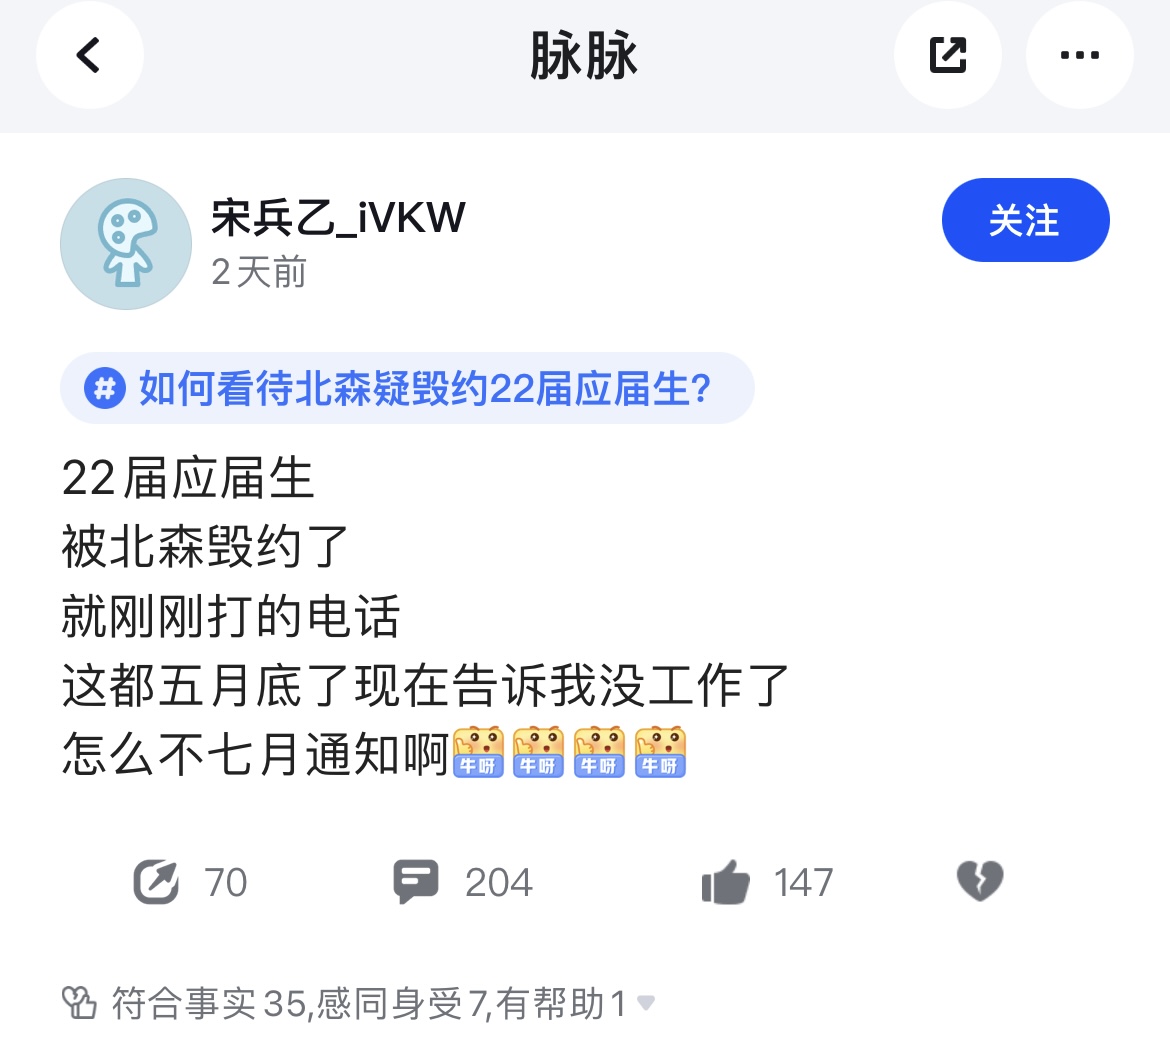 脉脉
宋兵乙_iVKW
关注
2天前
# 如何看待北森疑毁约22届应届生?
22届应届生
被北森毁约了
就刚刚打的电话
这都五月底了现在告诉我没工作了
怎么不七月通知啊牛呀牛呀牛呀牛呀
70 204 147
符合事实35,感同身受7,有帮助1